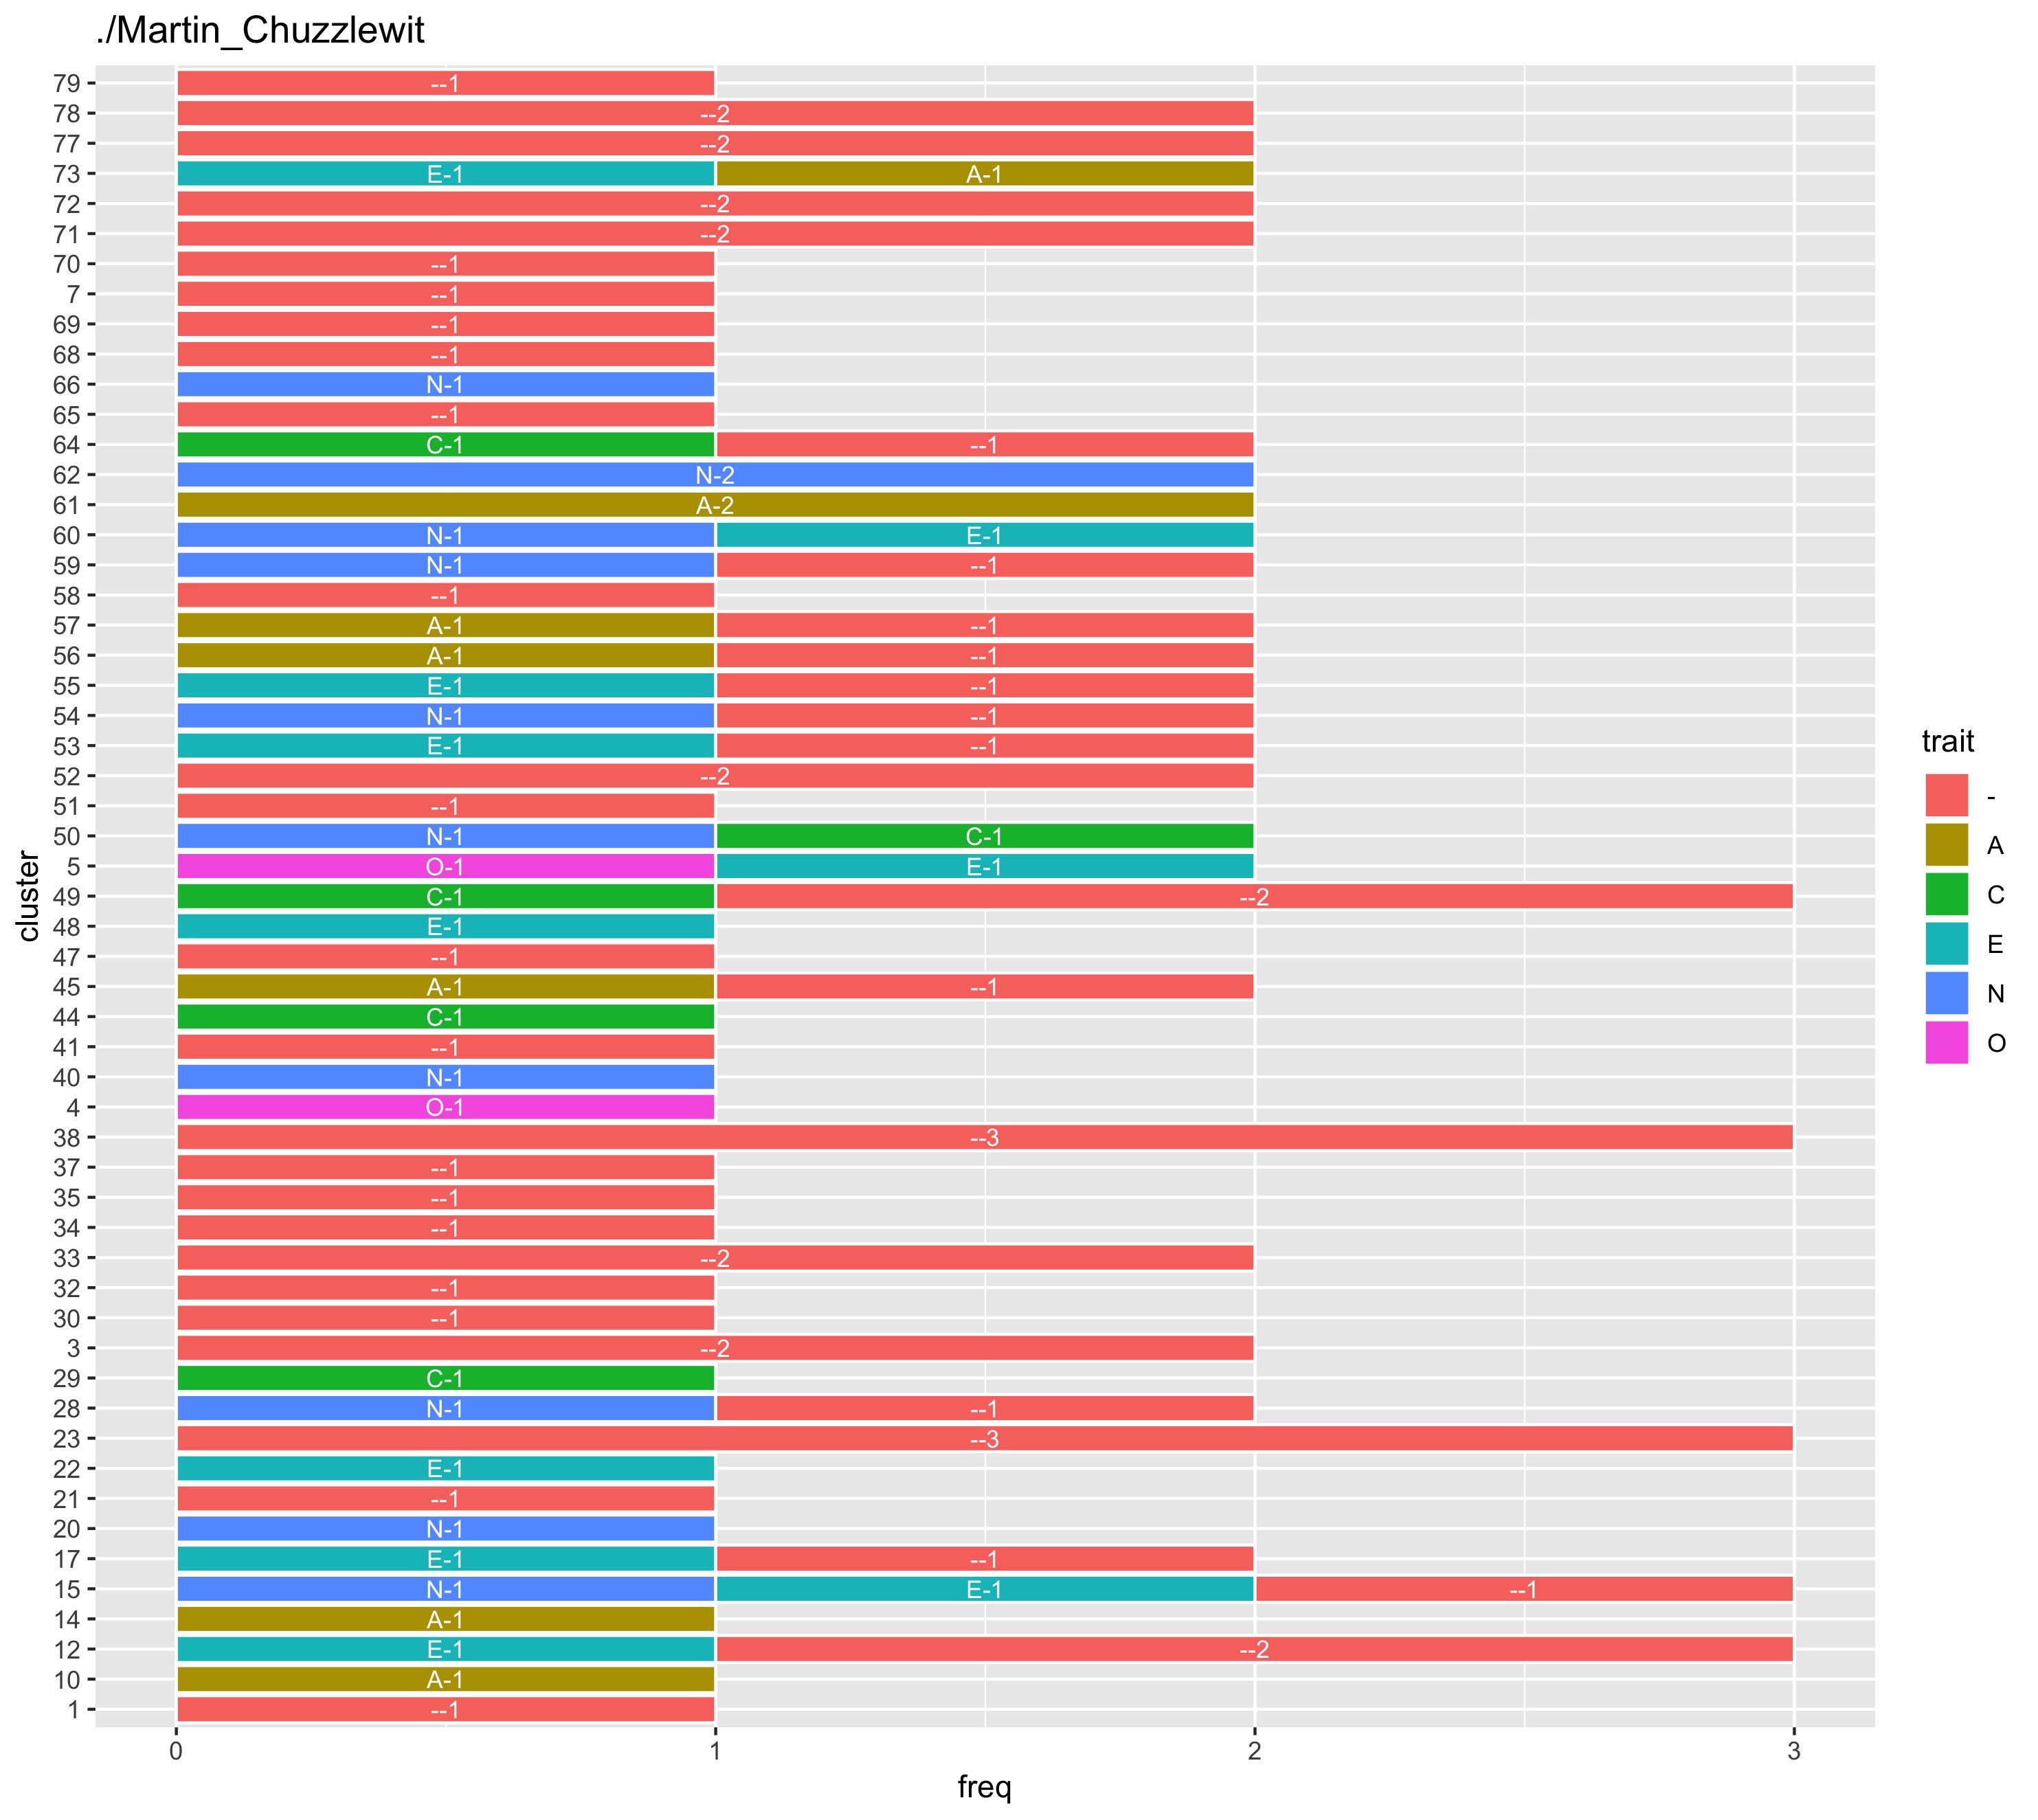 ./Martin_Chuzzlewit
79 --1
78 --2
77 --2
73 E-1 A-1
72 --2
71 --2
70 --1
7 --1
69 --1
68 --1
66 N-1
65 --1
64 C-1 --1
62 N-2
61 A-2
60 N-1 E-1
59 N-1 --1
58 --1
57 A-1 --1
56 A-1 --1
55 E-1 --1
54 N-1 --1
53 E-1 --1
52 --2
51 --1
50 N-1 C-1
5 O-1 E-1
49 C-1 --2
48 E-1
47 --1
45 A-1 --1
44 C-1
41 --1
40 N-1
4 O-1
38 --3
37 --1
35 --1
34 --1
33 --2
32 --1
30 --1
3 --2
29 C-1
28 N-1 --1
23 --3
22 E-1
21 --1
20 N-1
17 E-1 --1
15 N-1 E-1 --1
14 A-1
12 E-1 --2
10 A-1
1 --1
0 1 2 3
freq
cluster
trait
-
A
C
E
N
O